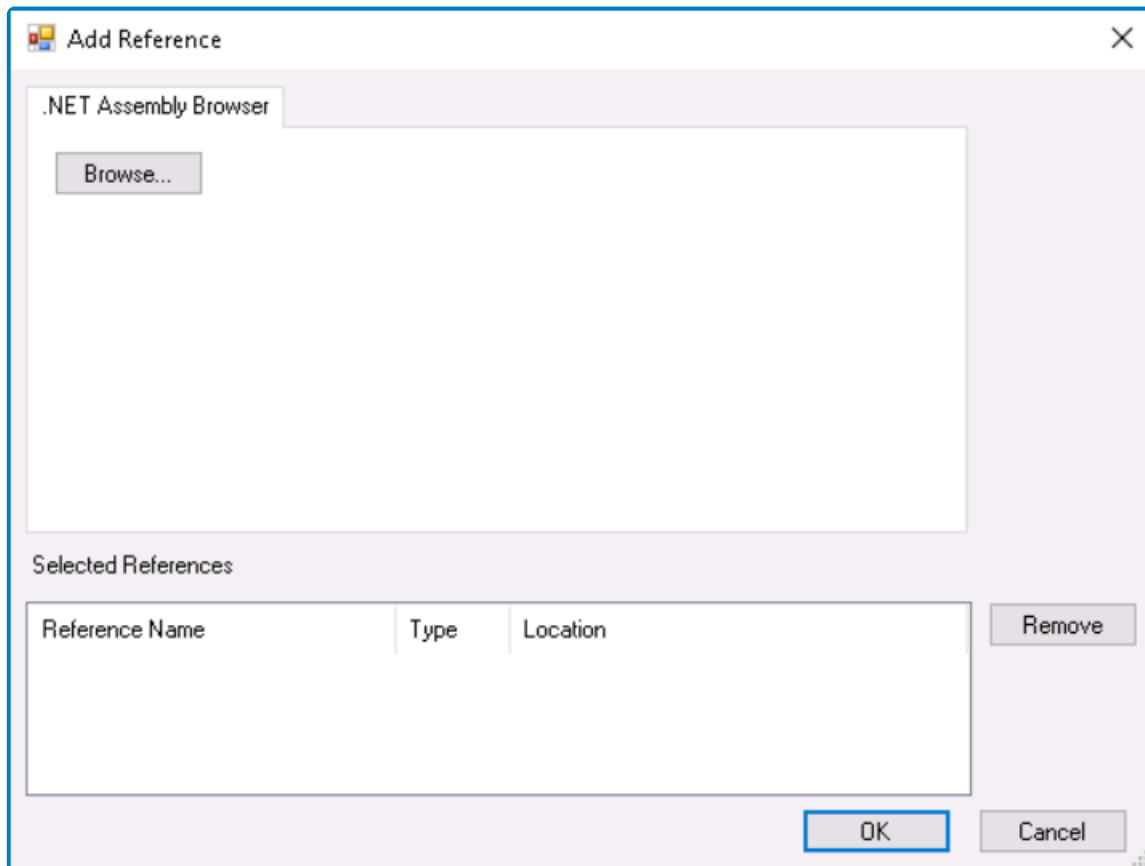 Add Reference
.NET Assembly Browser
Browse...
Selected References
Reference Name Type Location
Remove
OK Cancel